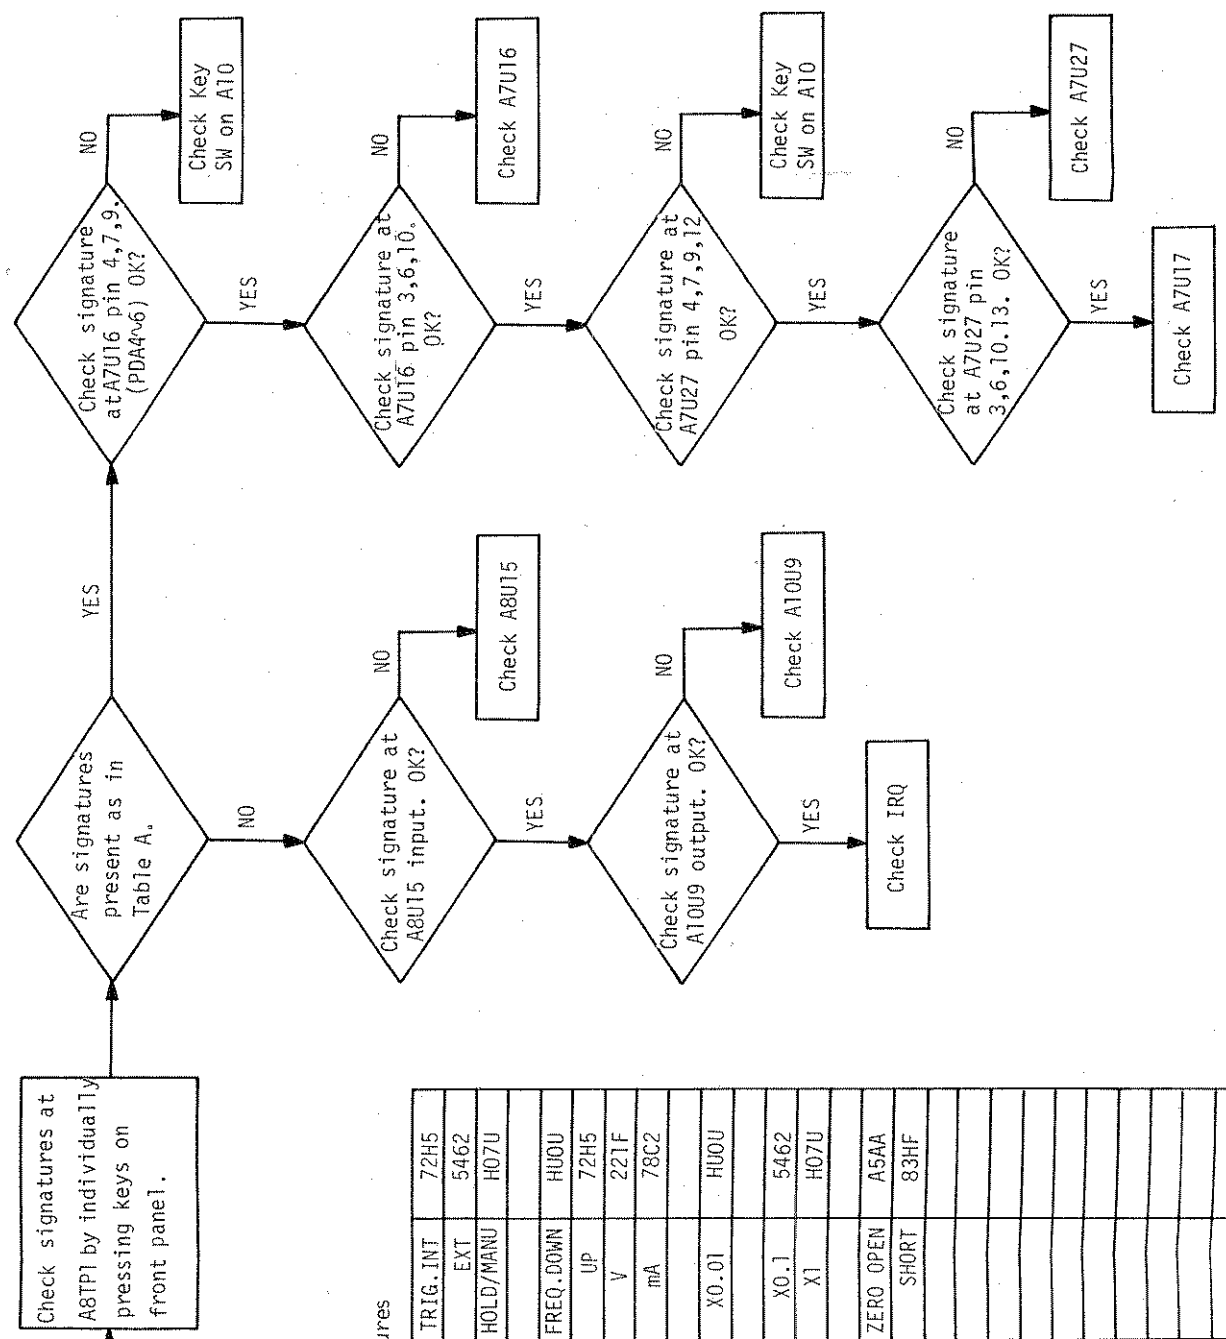 Check signatures at
A8TP1 by individually
pressing keys on
front panel.
Are signatures
present as in
Table A.
YES
NO
Check signature
at A7U16 pin 4,7,9.
(PDA4~6) OK?
NO
Check Key
SW on A10
YES
Check signature at
A8U15 input. OK?
NO
Check A8U15
YES
Check signature at
A7U16 pin 3,6,10.
OK?
NO
Check A7U16
YES
Check signature at
A10U9 output. OK?
NO
Check A10U9
YES
Check IRQ
Check signature at
A7U27 pin 4,7,9,12
OK?
NO
Check Key
SW on A10
YES
Check signature
at A7U27 pin
3,6,10.13. OK?
NO
Check A7U27
YES
Check A7U17
ures
TRIG.INT 72H5
EXT 5462
HOLD/MANU H07U
FREQ.DOWN HU0U
UP 72H5
V 221F
mA 78C2
X0.01 HU0U
X0.1 5462
X1 H07U
ZERO OPEN A5AA
SHORT 83HF